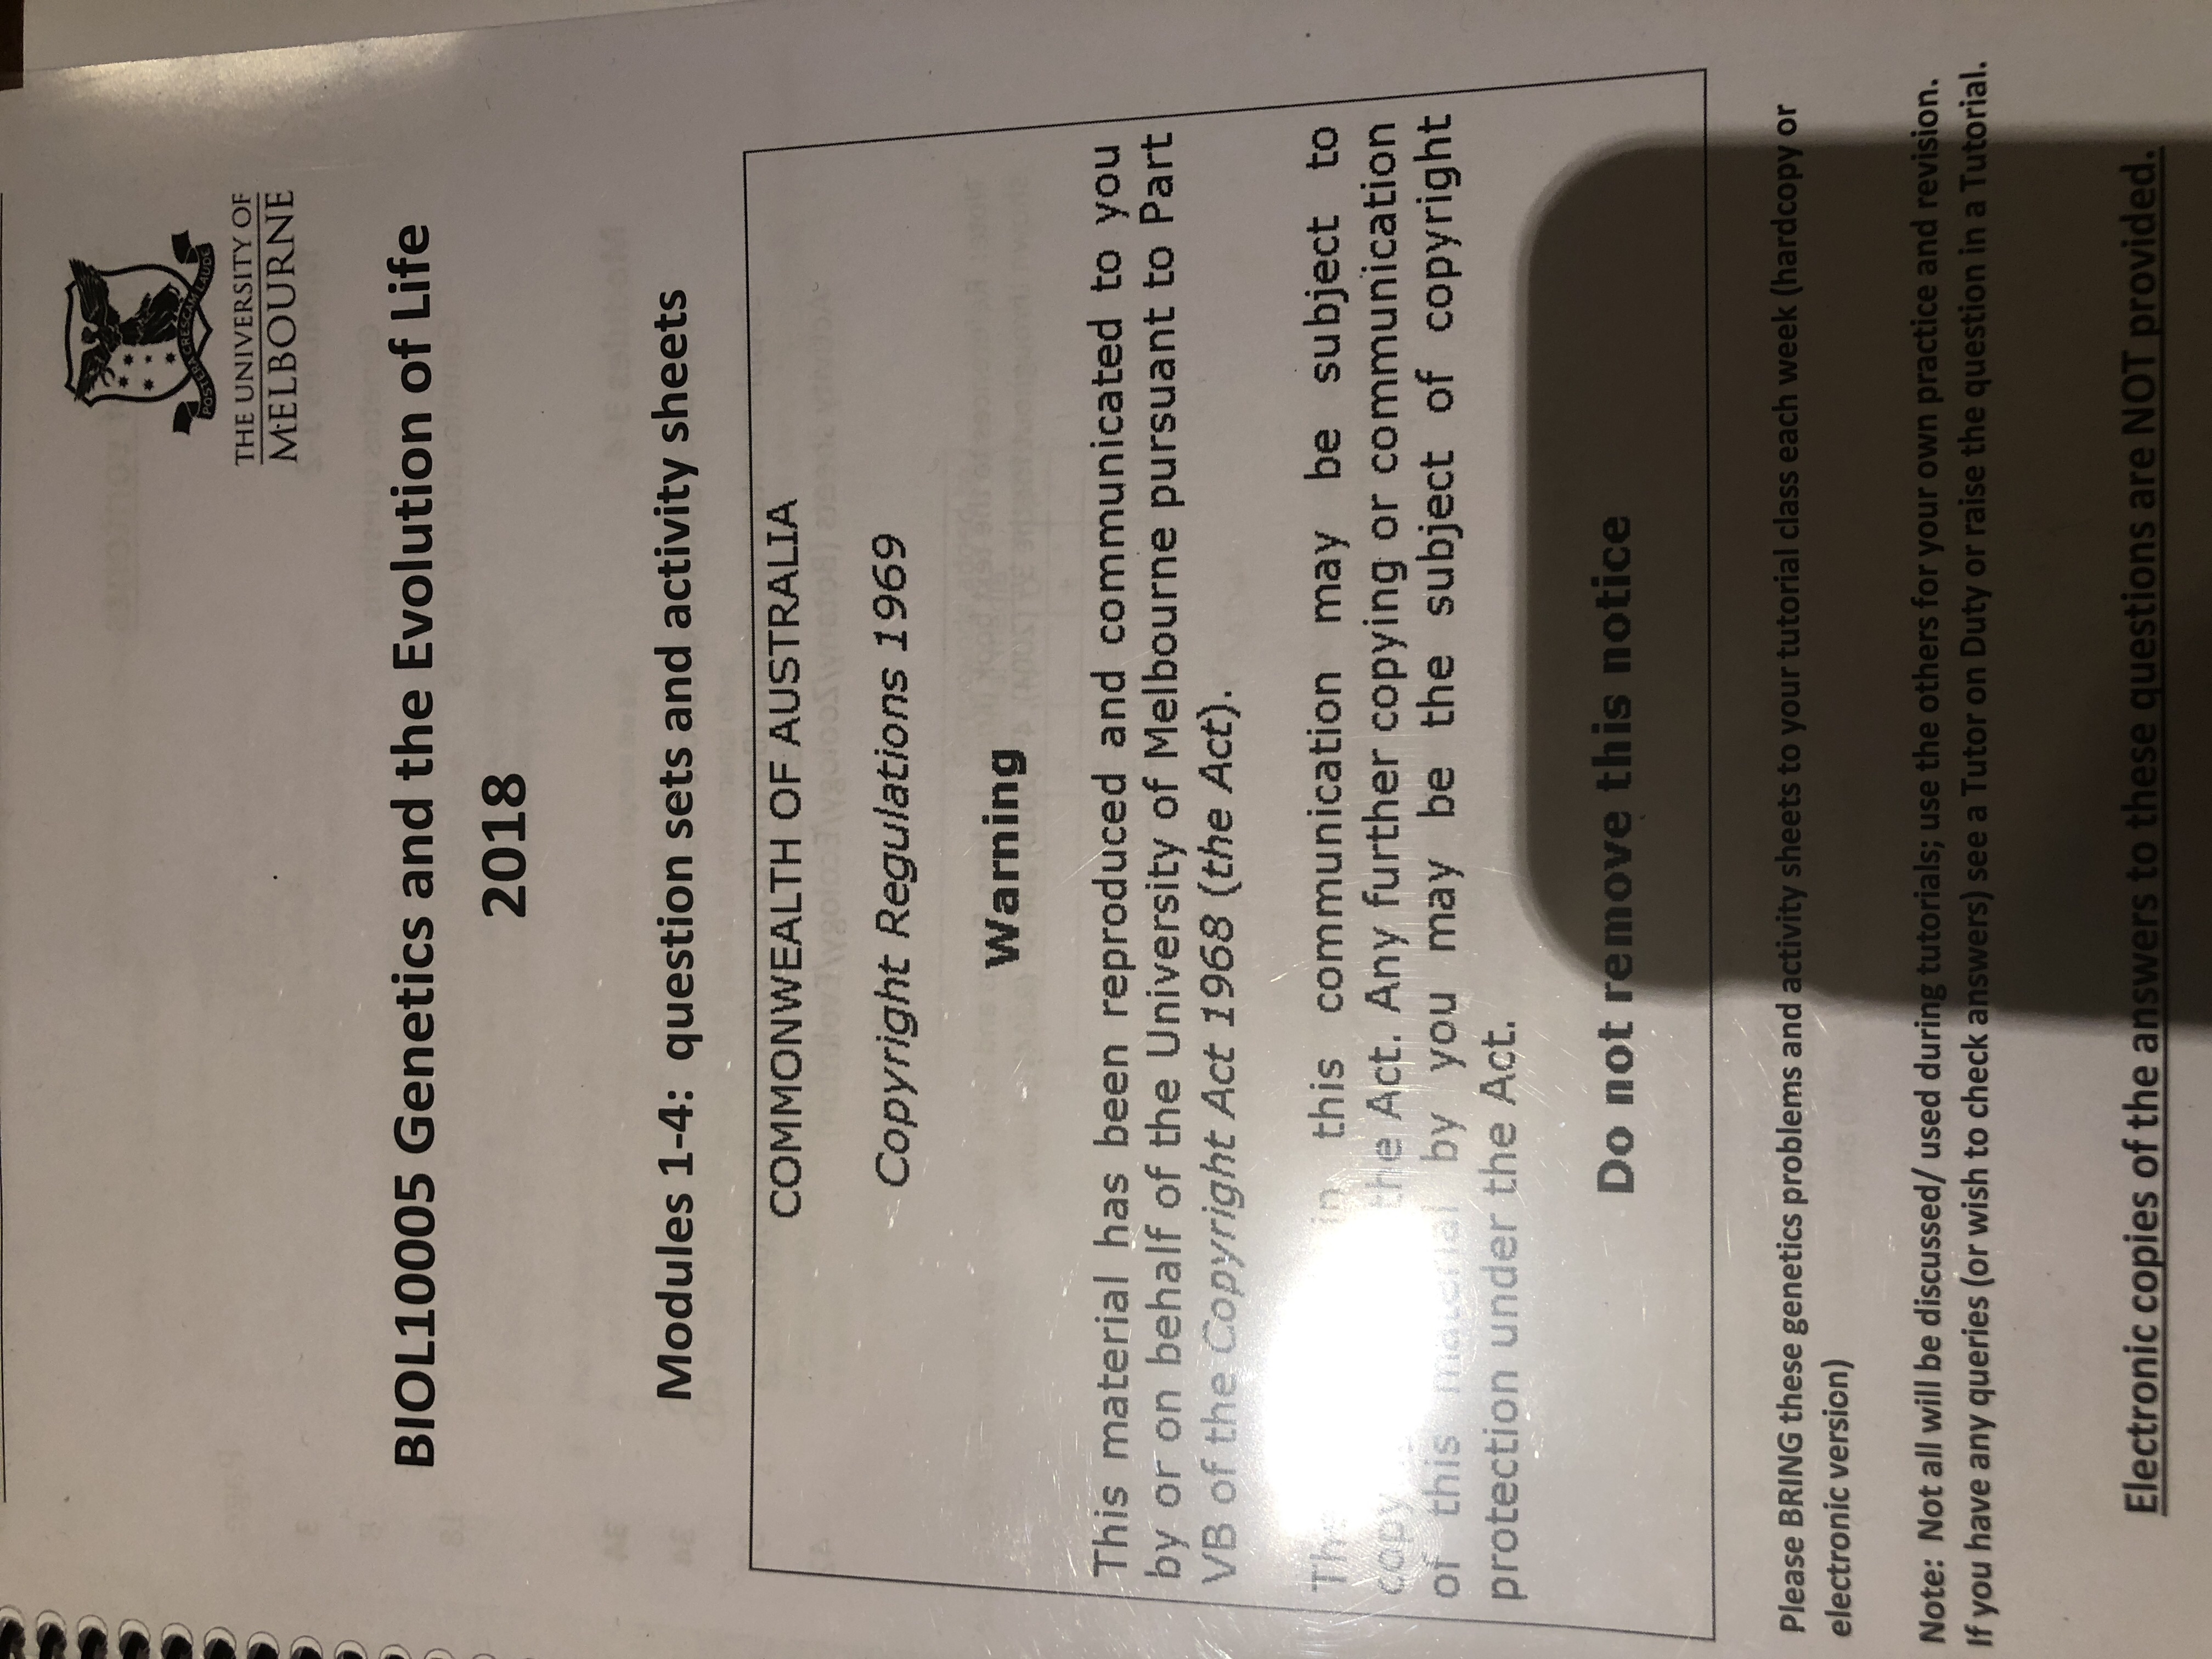 POSTERA CRESCAM LAUDE
THE UNIVERSITY OF
MELBOURNE
BIOL10005 Genetics and the Evolution of Life
2018
Modules 1-4: question sets and activity sheets
COMMONWEALTH OF AUSTRALIA
Copyright Regulations 1969
Warning
This material has been reproduced and communicated to you
by or on behalf of the University of Melbourne pursuant to Part
VB of the Copyright Act 1968 (the Act).
The in this communication may be subject to
the Act. Any further copying or communication
of this material by you may be the subject of copyright
protection under the Act.
Do not remove this notice
Please BRING these genetics problems and activity sheets to your tutorial class each week (hardcopy or
electronic version)
Note: Not all will be discussed/ used during tutorials; use the others for your own practice and revision.
If you have any queries (or wish to check answers) see a Tutor on Duty or raise the question in a Tutorial.
Electronic copies of the answers to these questions are NOT provided.